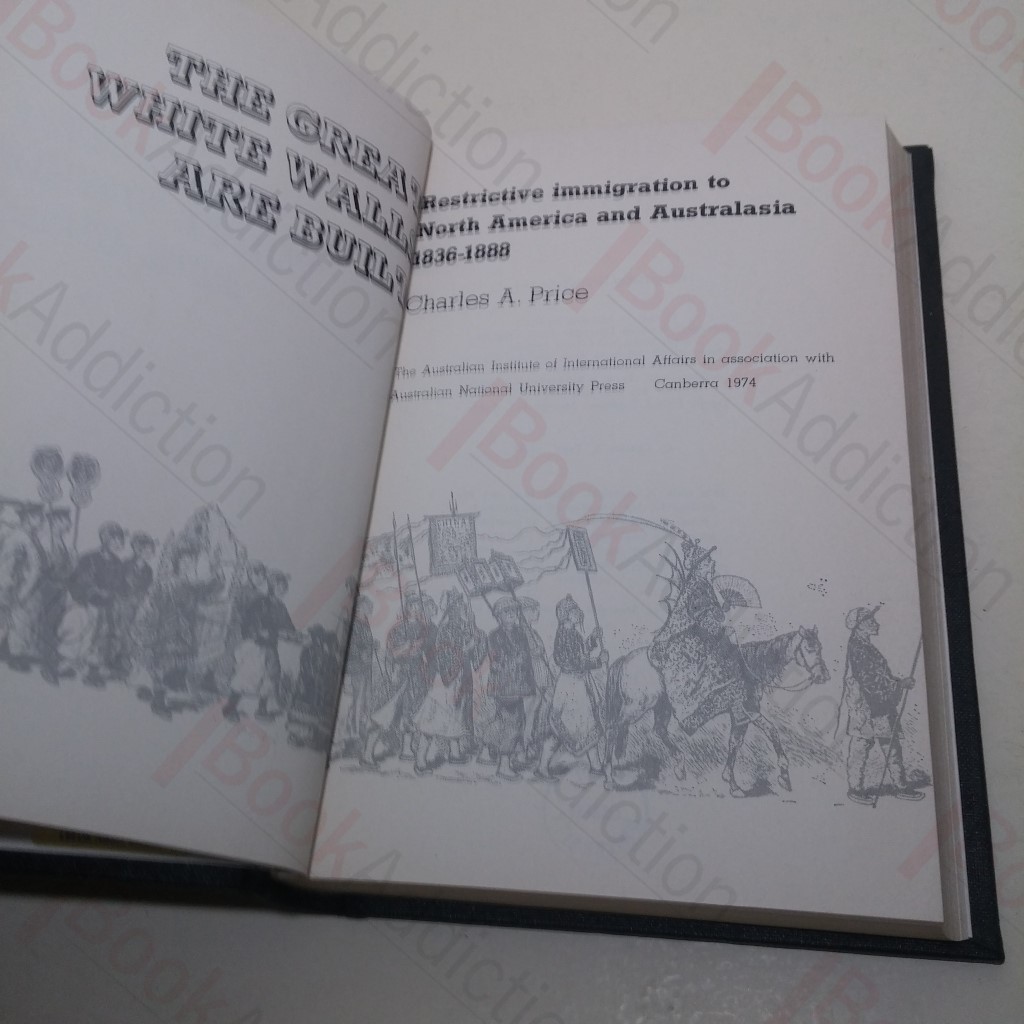 THE GREAT
WHITE WALLS
ARE BUILT
Restrictive immigration to
North America and Australasia
1836-1888
Charles A. Price
The Australian Institute of International Affairs in association with
Australian National University Press Canberra 1974
BookAddiction